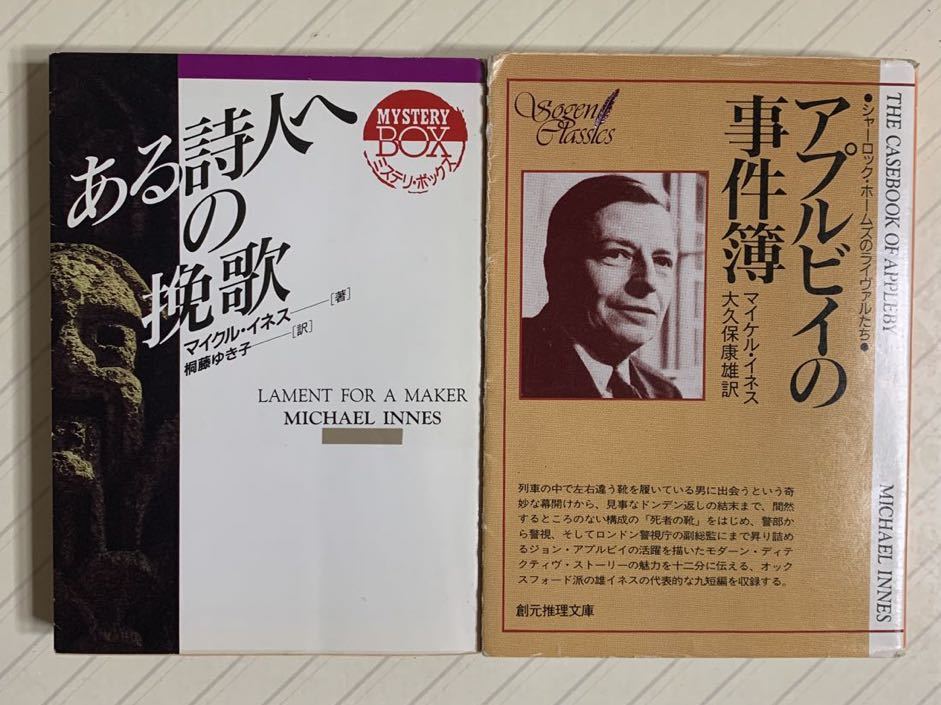 ある詩人へ
の
挽歌
マイクル・イネス──[著]
桐藤ゆき子──[訳]
MYSTERY
BOX
ミステリ・ボックス
LAMENT FOR A MAKER
MICHAEL INNES
Sogen
Classics
●シャーロック・ホームズのライヴァルたち●
アプルビイの
事件簿
マイケル・イネス
大久保康雄訳
列車の中で左右違う靴を履いている男に出会うという奇
妙な幕開けから、見事なドンデン返しの結末まで、間然
するところのない構成の「死者の靴」をはじめ、警部か
ら警視、そしてロンドン警視庁の副総監にまで昇り詰め
るジョン・アプルビイの活躍を描いたモダーン・ディテ
クティヴ・ストーリーの魅力を十二分に伝える、オック
スフォード派の雄イネスの代表的な九短編を収録する。
創元推理文庫
THE CASEBOOK OF APPLEBY
MICHAEL INNES